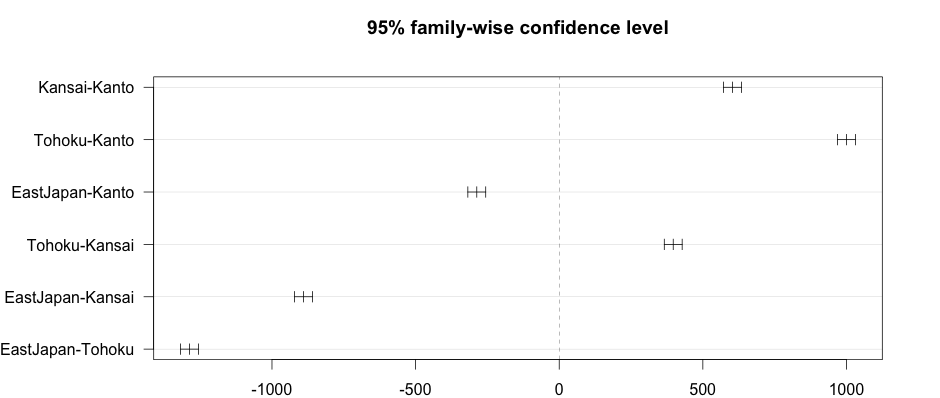 95% family-wise confidence level
Kansai-Kanto
Tohoku-Kanto
EastJapan-Kanto
Tohoku-Kansai
EastJapan-Kansai
EastJapan-Tohoku
-1000 -500 0 500 1000